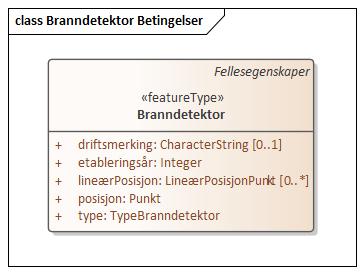 class Branndetektor Betingelser
Fellesegenskaper
«featureType»
Branndetektor
+ driftsmerking: CharacterString [0..1]
+ etableringsår: Integer
+ lineærPosisjon: LineærPosisjonPunkt [0..*]
+ posisjon: Punkt
+ type: TypeBranndetektor